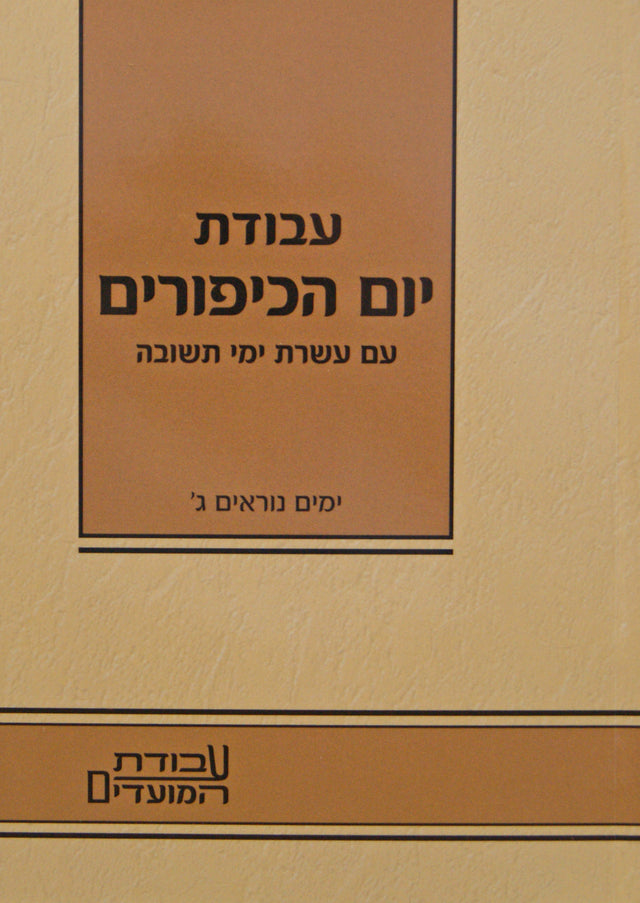 עבודת
יום הכיפורים
עם עשרת ימי תשובה
ימים נוראים ג'
עבודת
המועדים